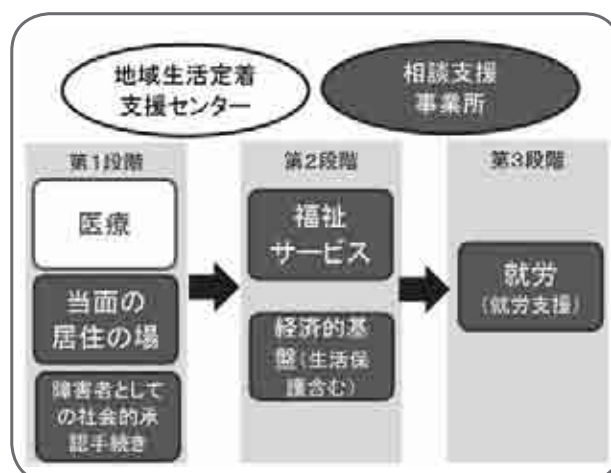 地域生活定着
支援センター
相談支援
事業所
第1段階
医療
当面の
居住の場
障害者として
の社会的承
認手続き
第2段階
福祉
サービス
経済的基
盤(生活保
護含む)
第3段階
就労
(就労支援)